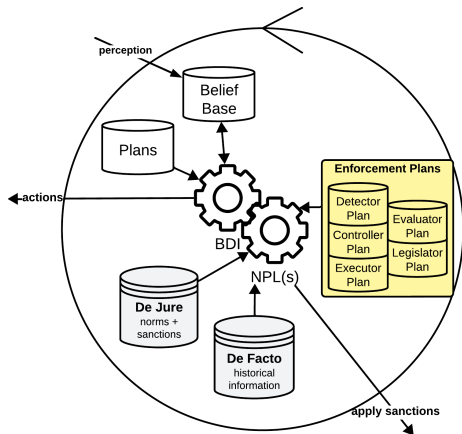 perception
Belief
Base
Plans
actions
BDI
NPL(s)
Enforcement Plans
Detector
Plan
Controller
Plan
Executor
Plan
Evaluator
Plan
Legislator
Plan
De Jure
norms +
sanctions
De Facto
historical
information
apply sanctions